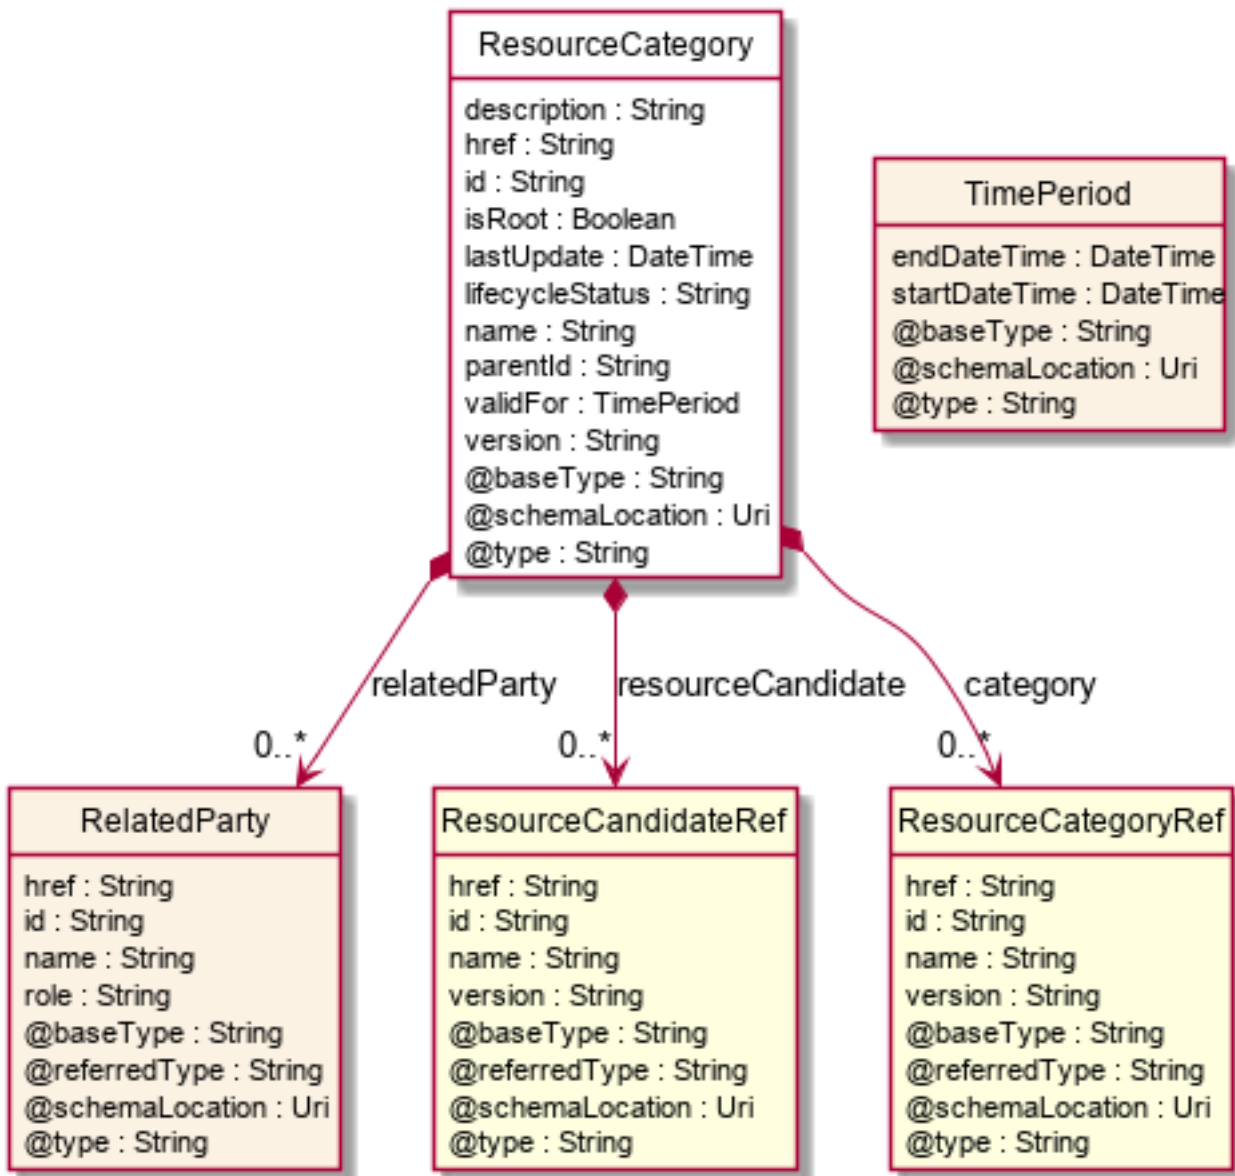 ResourceCategory
description : String
href : String
id : String
isRoot : Boolean
lastUpdate : DateTime
lifecycleStatus : String
name : String
parentId : String
validFor : TimePeriod
version : String
@baseType : String
@schemaLocation : Uri
@type : String
TimePeriod
endDateTime : DateTime
startDateTime : DateTime
@baseType : String
@schemaLocation : Uri
@type : String
relatedParty
resourceCandidate
category
0..*
0..*
0..*
RelatedParty
href : String
id : String
name : String
role : String
@baseType : String
@referredType : String
@schemaLocation : Uri
@type : String
ResourceCandidateRef
href : String
id : String
name : String
version : String
@baseType : String
@referredType : String
@schemaLocation : Uri
@type : String
ResourceCategoryRef
href : String
id : String
name : String
version : String
@baseType : String
@referredType : String
@schemaLocation : Uri
@type : String